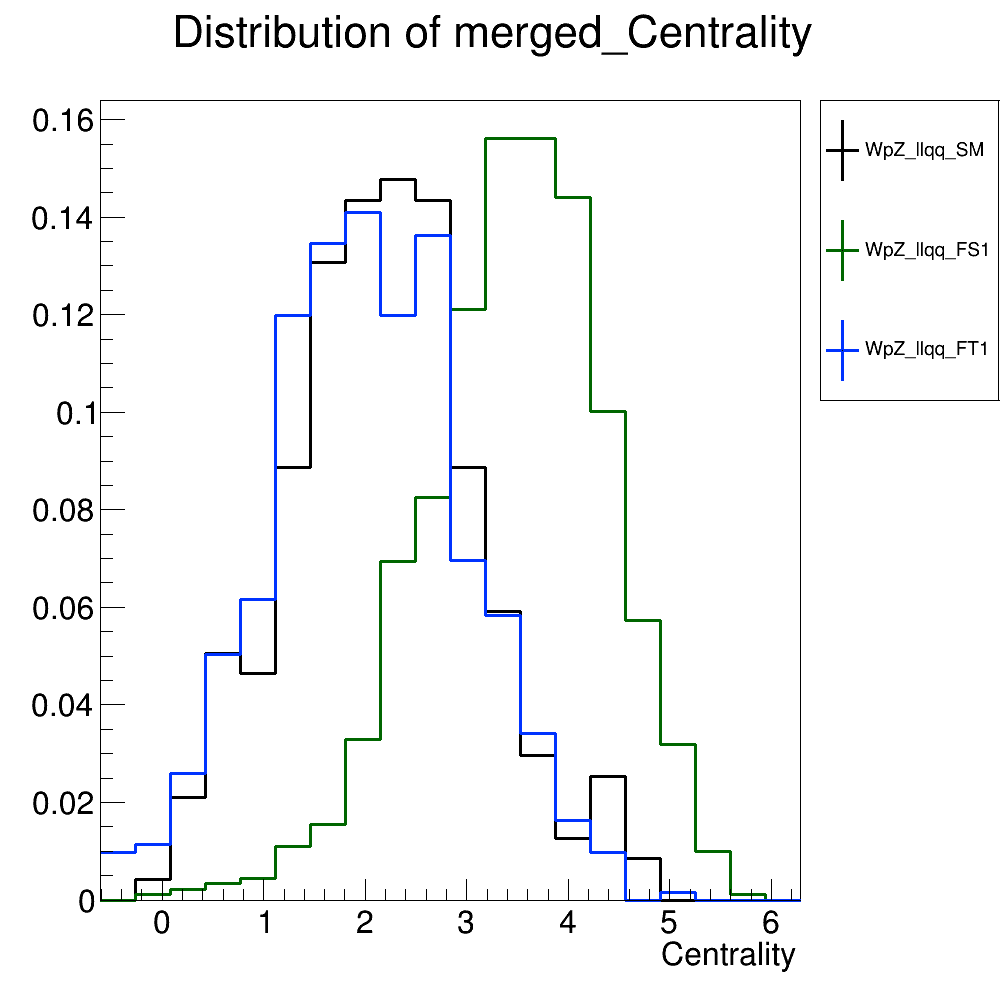 Distribution of merged_Centrality
0.16
0.14
0.12
0.1
0.08
0.06
0.04
0.02
0
0 1 2 3 4 5 6
Centrality
WpZ_llqq_SM
WpZ_llqq_FS1
WpZ_llqq_FT1